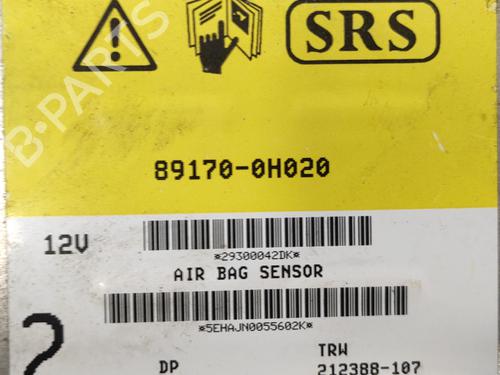 SRS
B-PARTS
89170-0H020
12V
*29300042DK*
AIR BAG SENSOR
*5EHAJN0055602K*
2
DP
TRW
212388-107